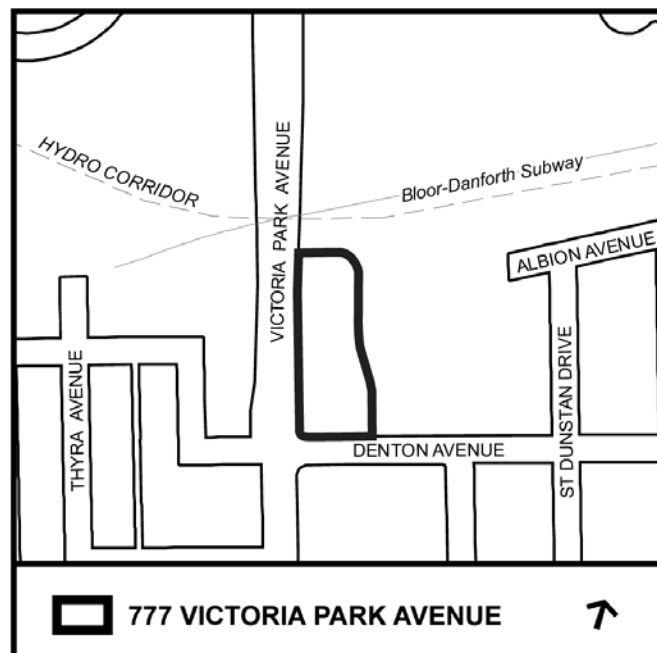 HYDRO CORRIDOR
VICTORIA PARK AVENUE
Bloor-Danforth Subway
ALBION AVENUE
THYRA AVENUE
ST DUNSTAN DRIVE
DENTON AVENUE
777 VICTORIA PARK AVENUE